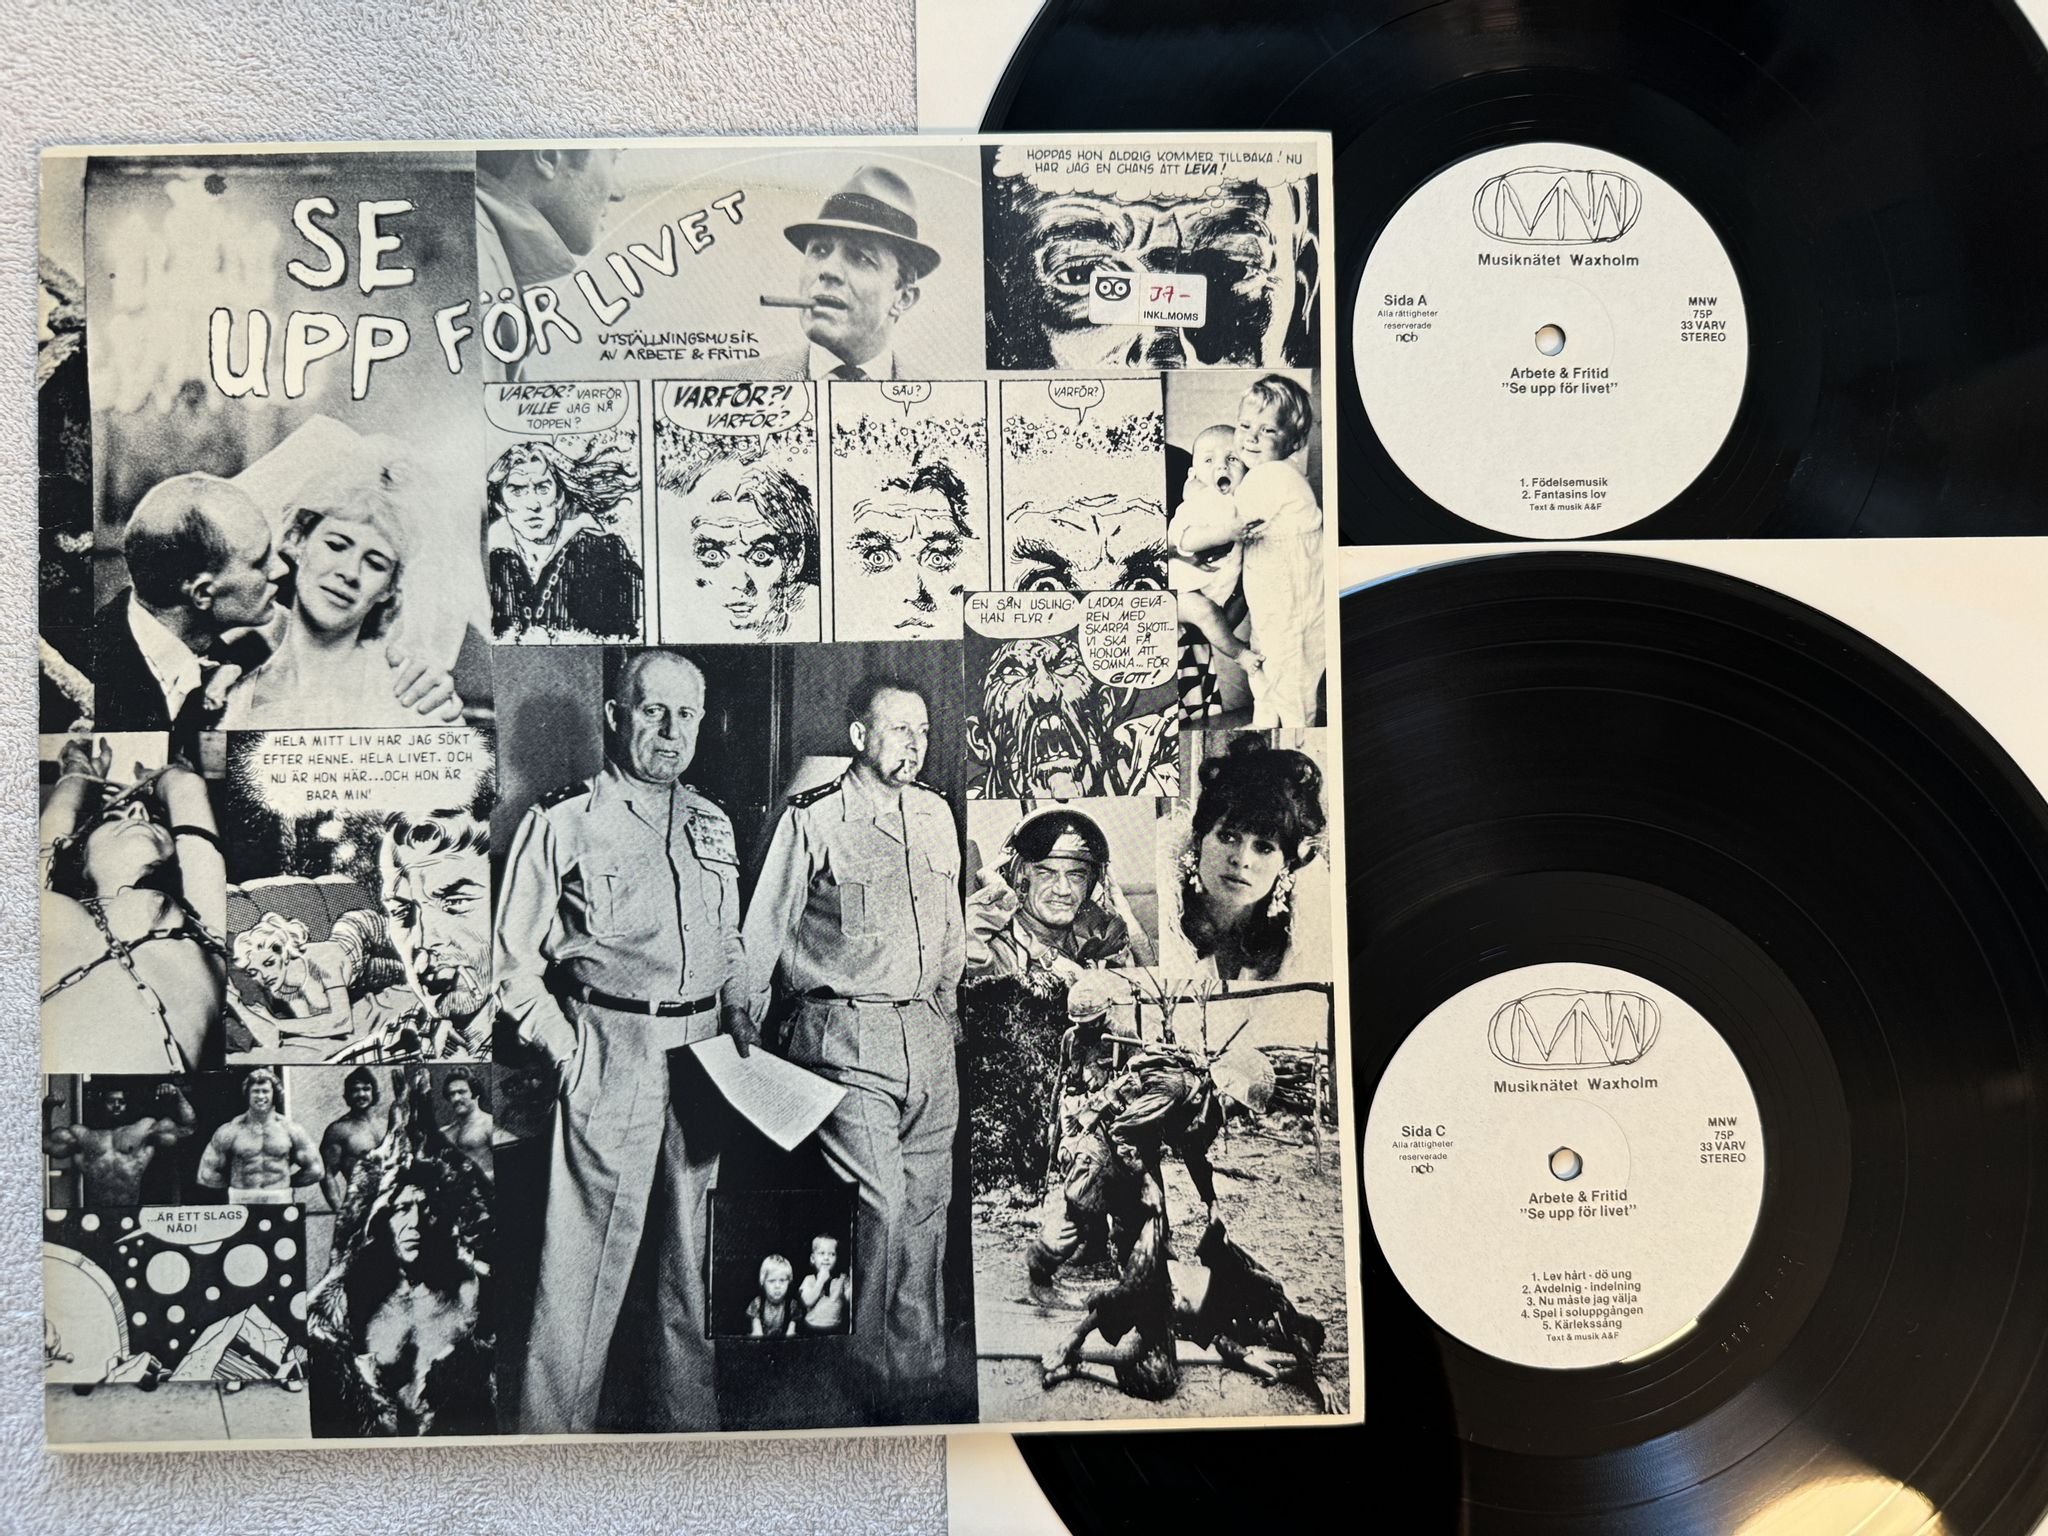 SE
UPP FÖR LIVET
UTSTÄLLNINGSMUSIK
AV ARBETE & FRITID
HOPPAS HON ALDRIG KOMMER TILLBAKA! NU
HAR JAG EN CHANS ATT LEVA!
37-
INKL.MOMS
VARFÖR? VARFÖR
VILLE JAG NÅ
TOPPEN?
VARFÖR?!
VARFÖR?
SÄJ?
VARFÖR?
EN SÅN USLING!
HAN FLYR!
LADDA GEVÄ-
REN MED
SKARPA SKOTT...
VI SKA FÅ
HONOM ATT
SOMNA... FÖR
GOTT!
HELA MITT LIV HAR JAG SÖKT
EFTER HENNE. HELA LIVET. OCH
NU ÄR HON HÄR...OCH HON ÄR
BARA MIN!
...ÄR ETT SLAGS
NÅD!
MNW
Musiknätet Waxholm
Sida A
Alla rättigheter
reserverade
ncb
MNW
75P
33 VARV
STEREO
Arbete & Fritid
"Se upp för livet"
1. Födelsemusik
2. Fantasins lov
Text & musik A&F
MNW
Musiknätet Waxholm
Sida C
Alla rättigheter
reserverade
ncb
MNW
75P
33 VARV
STEREO
Arbete & Fritid
"Se upp för livet"
1. Lev hårt - dö ung
2. Avdelnig - indelning
3. Nu måste jag välja
4. Spel i soluppgången
5. Kärlekssång
Text & musik A&F